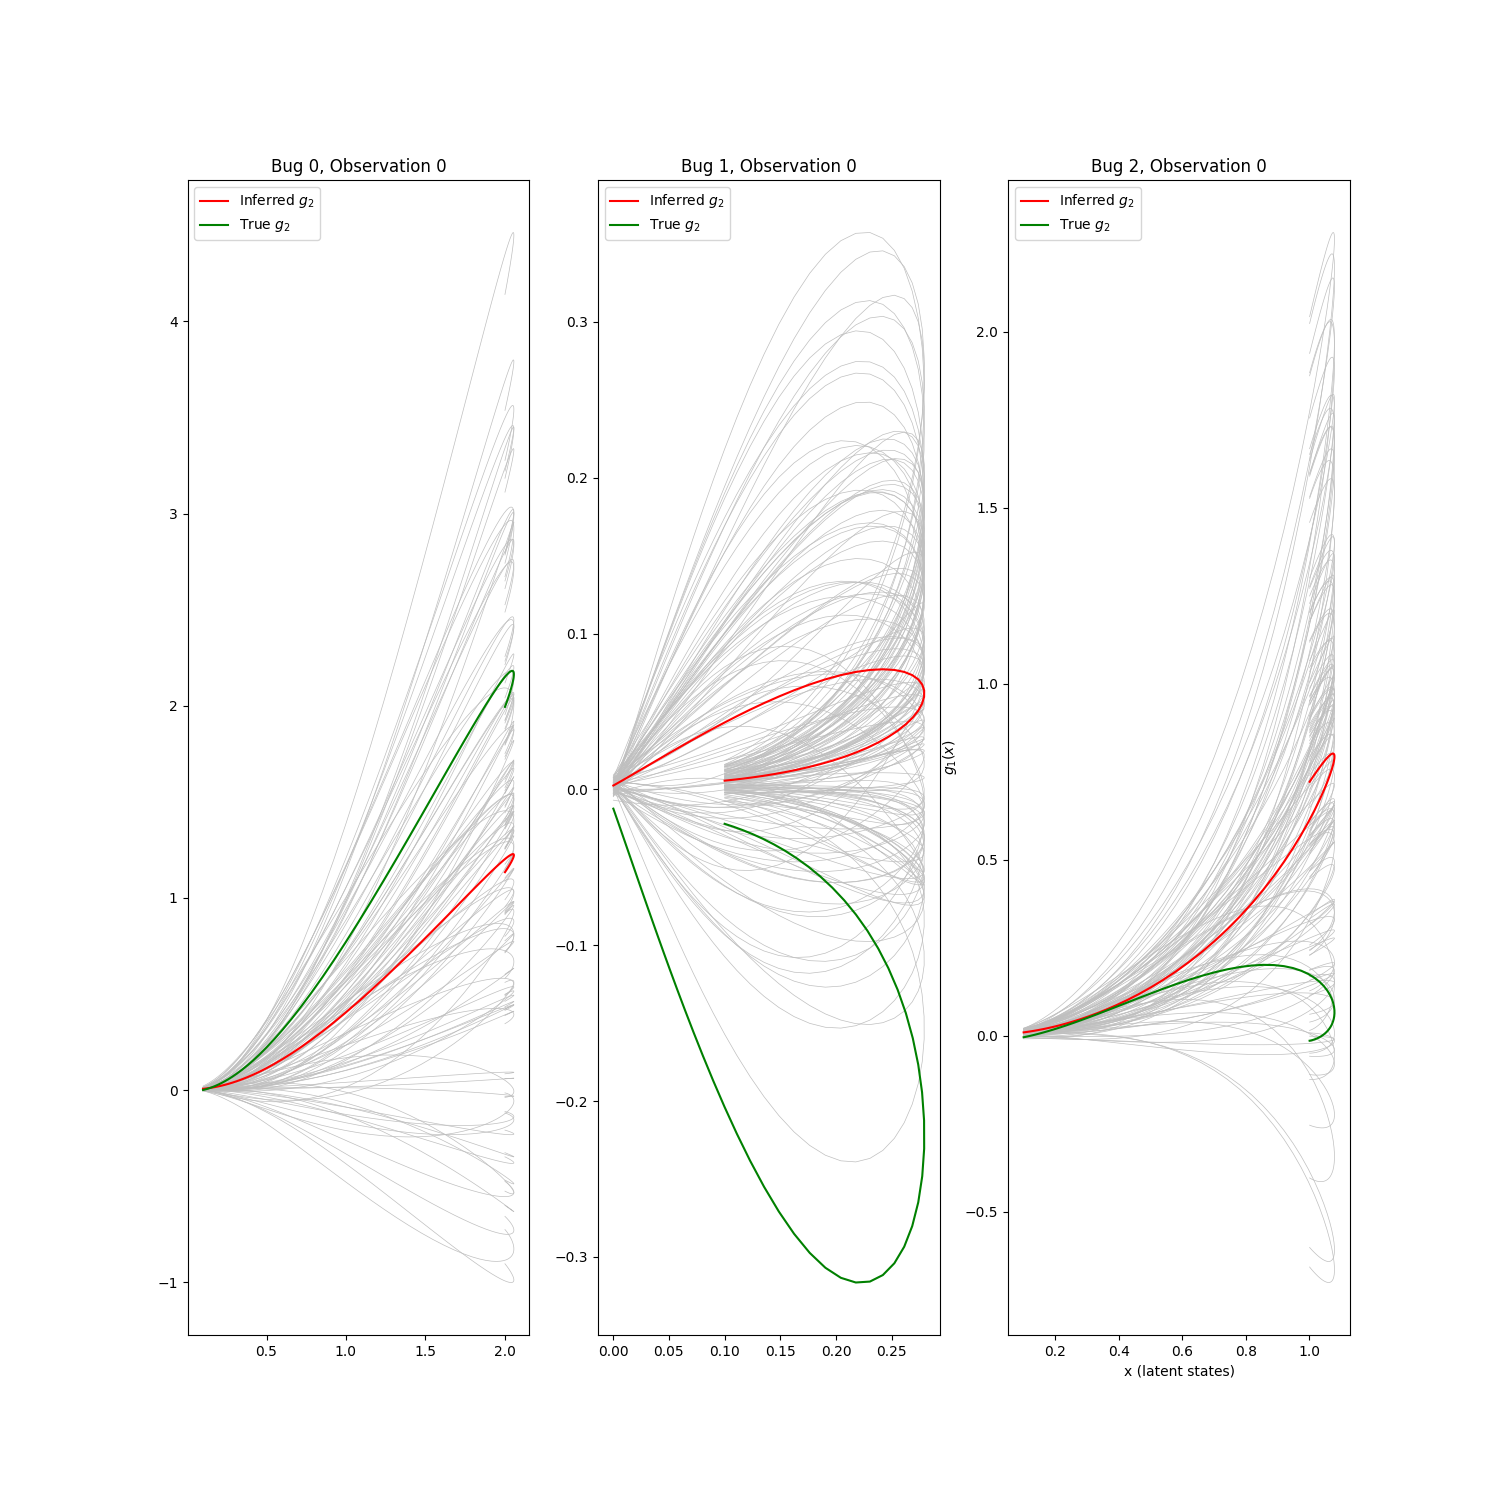 Bug 0, Observation 0
Inferred g₂
True g₂
4
3
2
1
0
−1
0.5 1.0 1.5 2.0
Bug 1, Observation 0
Inferred g₂
True g₂
0.3
0.2
0.1
0.0
−0.1
−0.2
−0.3
0.00 0.05 0.10 0.15 0.20 0.25
Bug 2, Observation 0
Inferred g₂
True g₂
g₁(x)
2.0
1.5
1.0
0.5
0.0
−0.5
0.2 0.4 0.6 0.8 1.0
x (latent states)